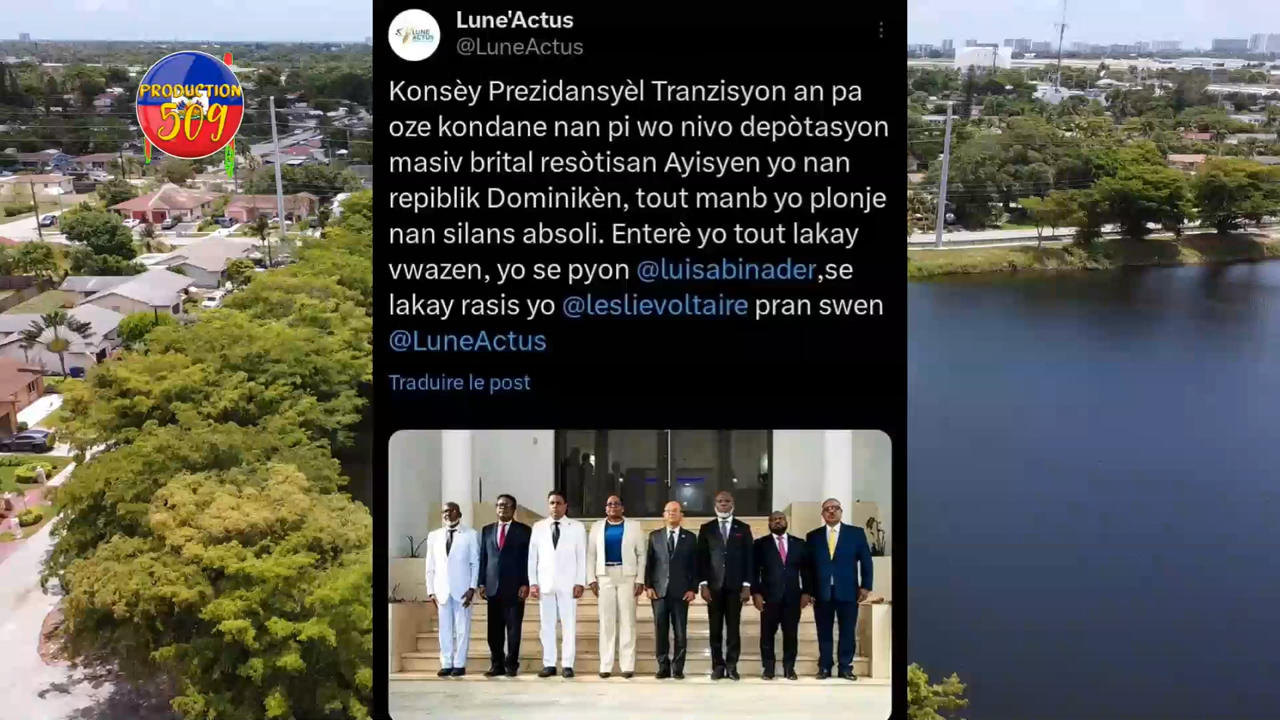 Lune'Actus
@LuneActus
Konsèy Prezidansyèl Tranzisyon an pa
oze kondane nan pi wo nivo depòtasyon
masiv brital resòtisan Ayisyen yo nan
repiblik Dominikèn, tout manb yo plonje
nan silans absoli. Enterè yo tout lakay
vwazen, yo se pyon @luisabinader,se
lakay rasis yo @leslievoltaire pran swen
@LuneActus
Traduire le post
PRODUCTION
509
LUNE
ACTUS